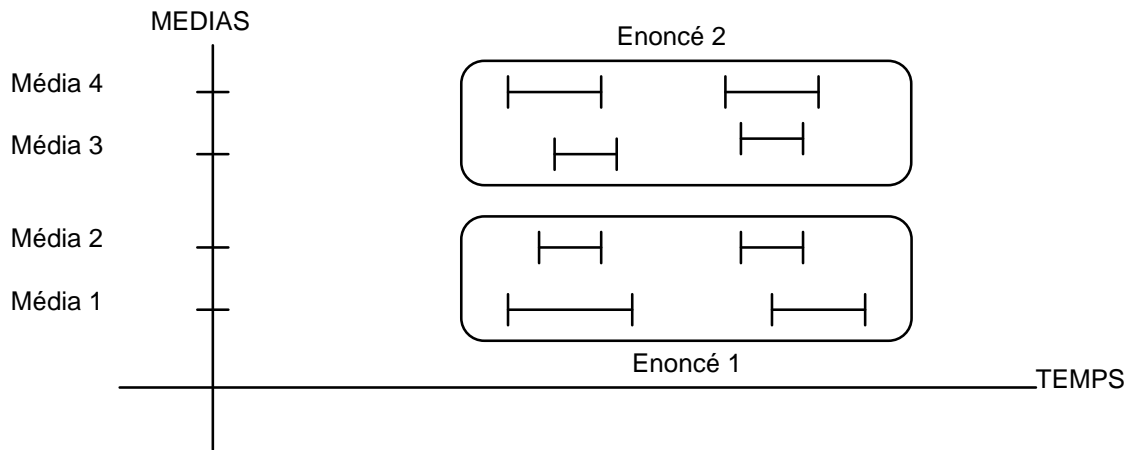 MEDIAS
Enoncé 2
Média 4
Média 3
Média 2
Média 1
Enoncé 1
TEMPS